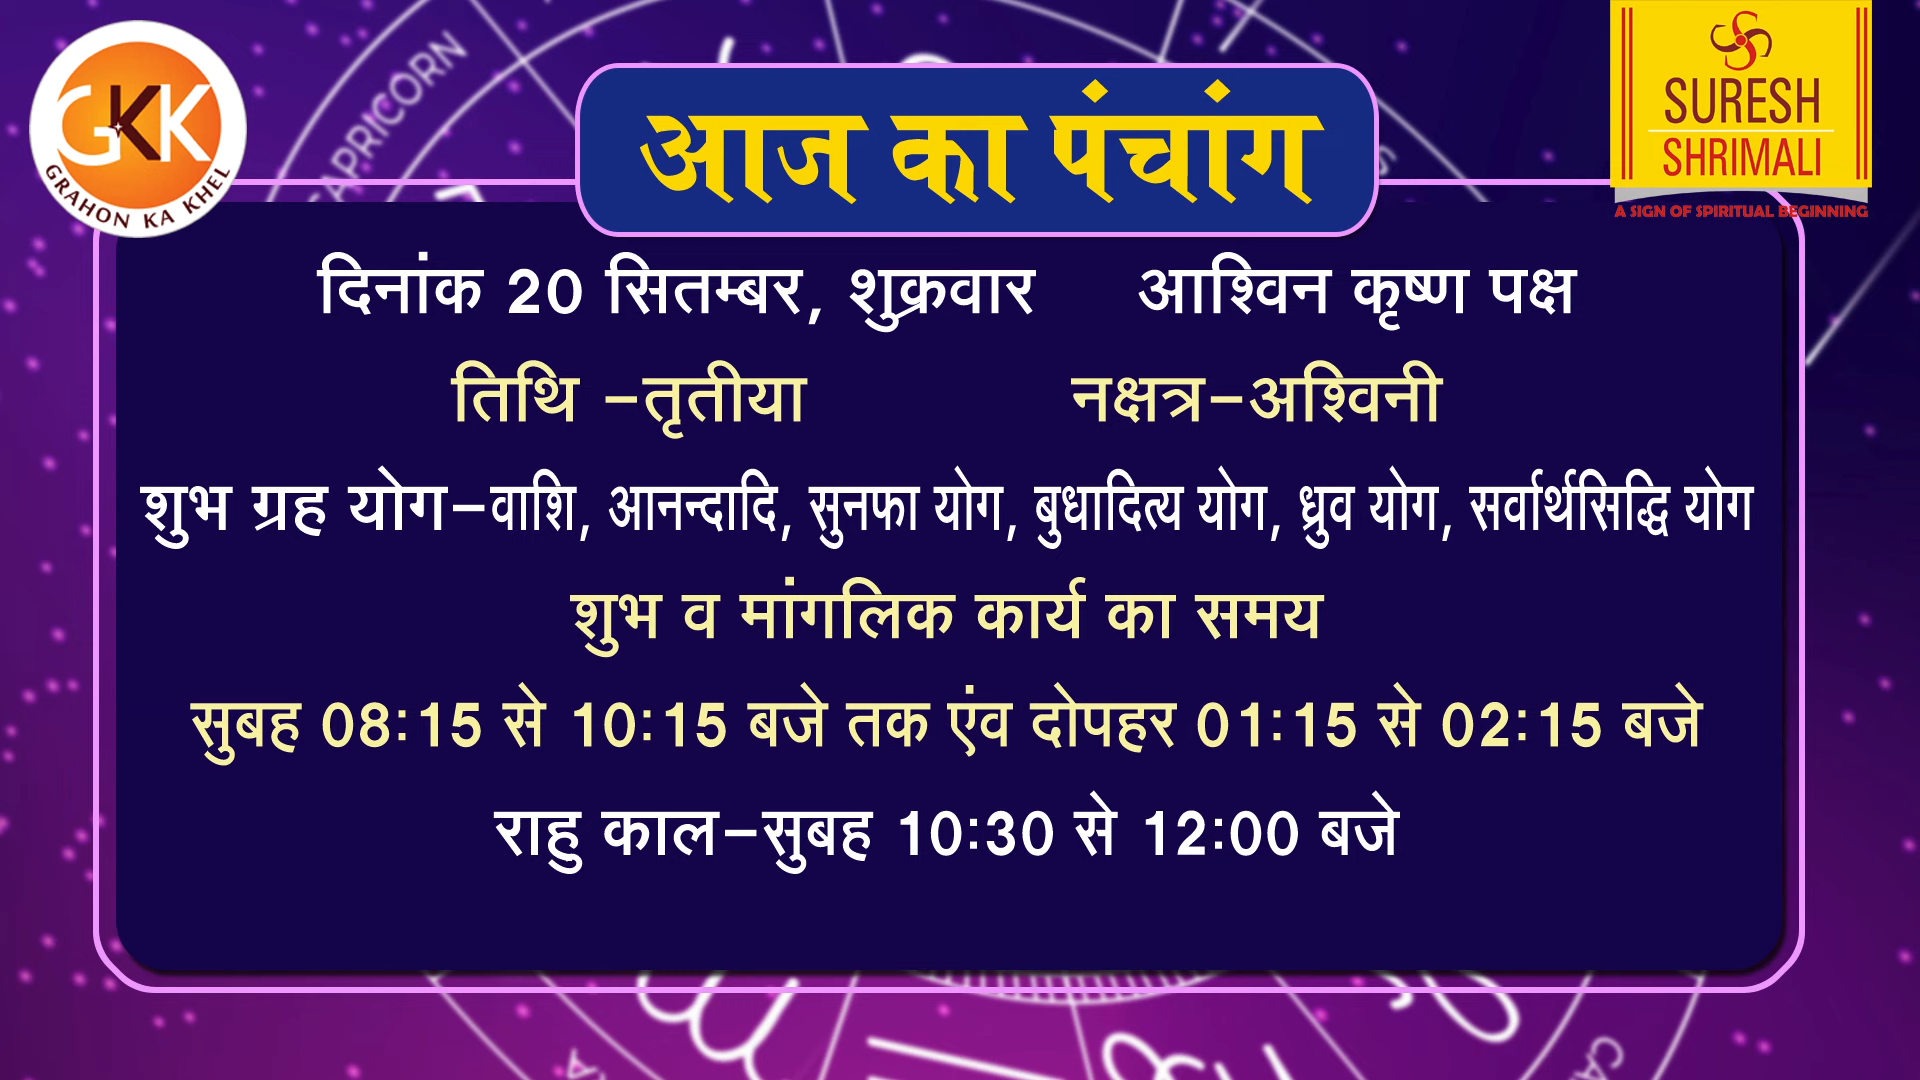 GKK
GRAHON KA KHEL
CAPRICORN
आज का पंचांग
SURESH
SHRIMALI
A SIGN OF SPIRITUAL BEGINNING
दिनांक 20 सितम्बर, शुक्रवार आश्विन कृष्ण पक्ष
तिथि -तृतीया नक्षत्र-अश्विनी
शुभ ग्रह योग-वाशि, आनन्दादि, सुनफा योग, बुधादित्य योग, ध्रुव योग, सर्वार्थसिद्धि योग
शुभ व मांगलिक कार्य का समय
सुबह 08:15 से 10:15 बजे तक एंव दोपहर 01:15 से 02:15 बजे
राहु काल-सुबह 10:30 से 12:00 बजे